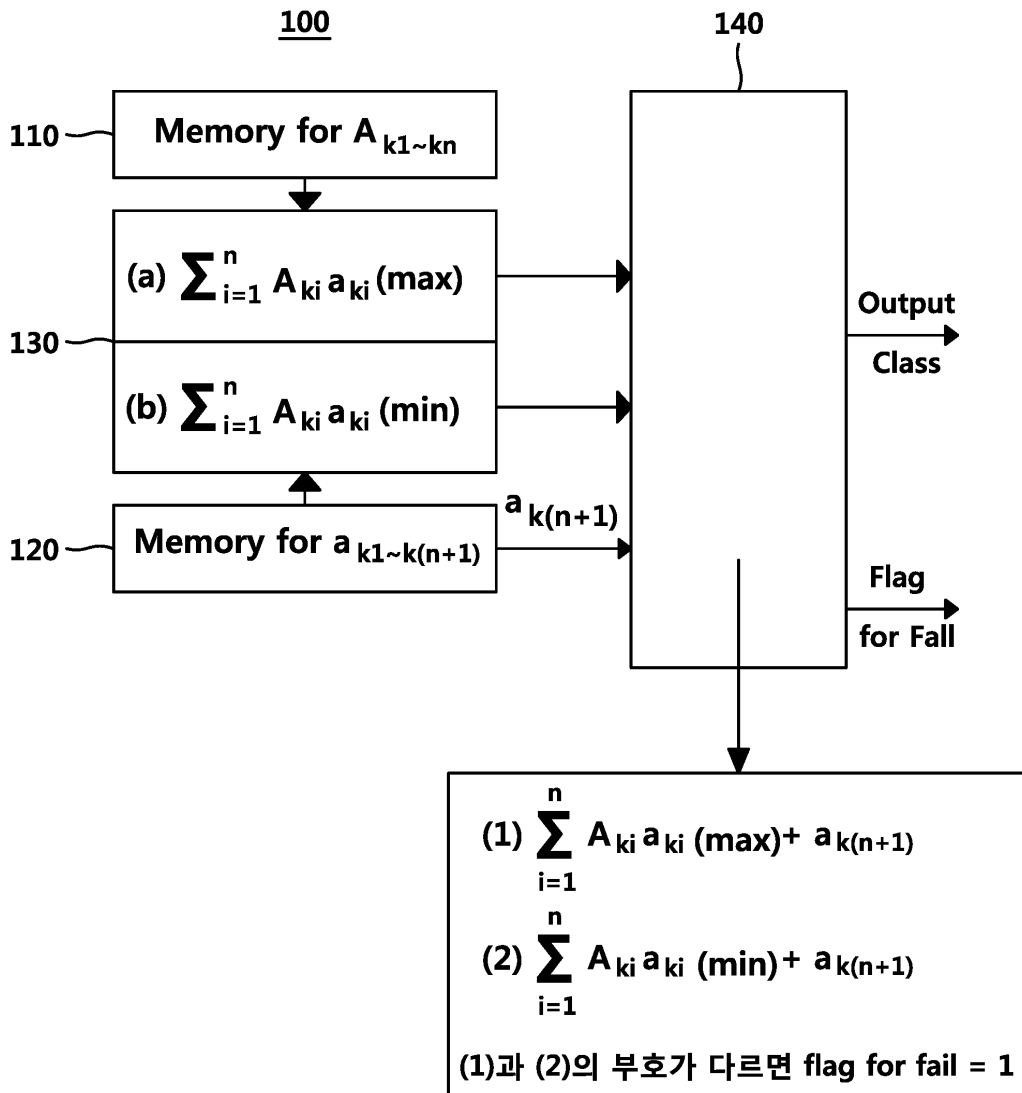 100
140
110
Memory for A k1~kn
(a) ∑ n i=1 A ki a ki (max)
130
(b) ∑ n i=1 A ki a ki (min)
120
Memory for a k1~k(n+1)
a k(n+1)
Output
Class
Flag
for Fall
(1) ∑ n i=1 A ki a ki (max)+ a k(n+1)
(2) ∑ n i=1 A ki a ki (min)+ a k(n+1)
(1)과 (2)의 부호가 다르면 flag for fail = 1